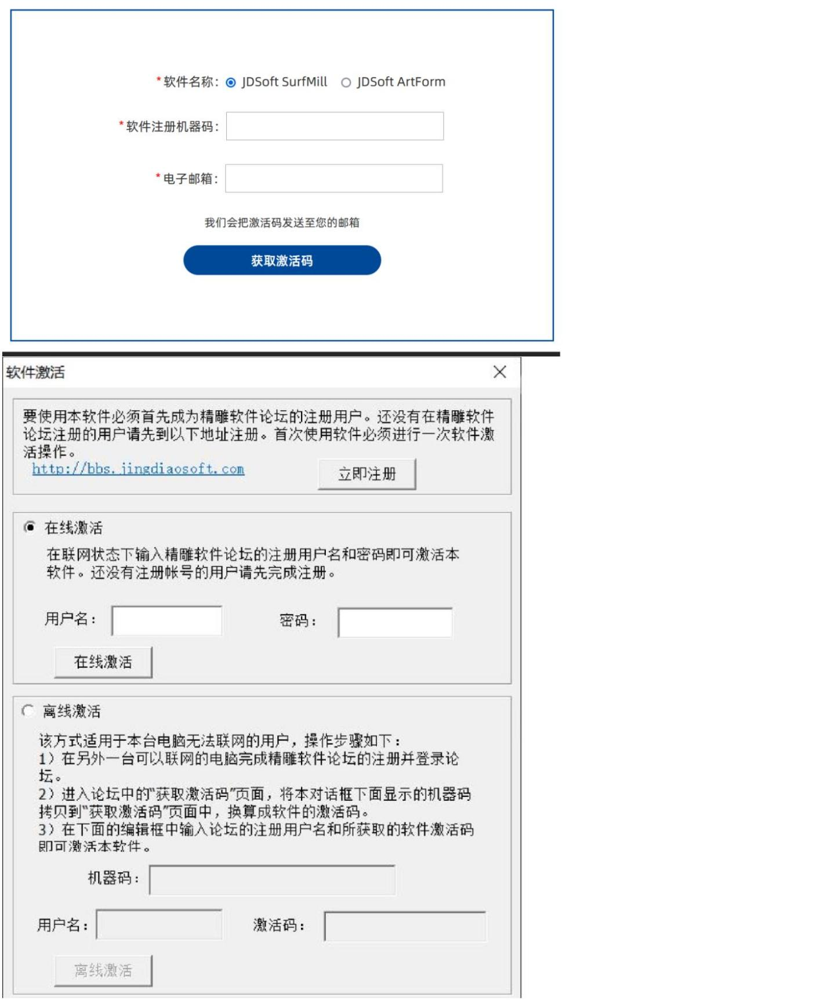 *软件名称： JDSoft SurfMill JDSoft ArtForm
*软件注册机器码：
*电子邮箱：
我们会把激活码发送至您的邮箱
获取激活码
软件激活
要使用本软件必须首先成为精雕软件论坛的注册用户。还没有在精雕软件
论坛注册的用户请先到以下地址注册。首次使用软件必须进行一次软件激
活操作。
http://bbs.jingdiaosoft.com
立即注册
在线激活
在联网状态下输入精雕软件论坛的注册用户名和密码即可激活本
软件。还没有注册帐号的用户请先完成注册。
用户名： 密码：
在线激活
离线激活
该方式适用于本台电脑无法联网的用户，操作步骤如下：
1）在另外一台可以联网的电脑完成精雕软件论坛的注册并登录论
坛。
2）进入论坛中的“获取激活码”页面，将本对话框下面显示的机器码
拷贝到“获取激活码”页面中，换算成软件的激活码。
3）在下面的编辑框中输入论坛的注册用户名和所获取的软件激活码
即可激活本软件。
机器码：
用户名： 激活码：
离线激活